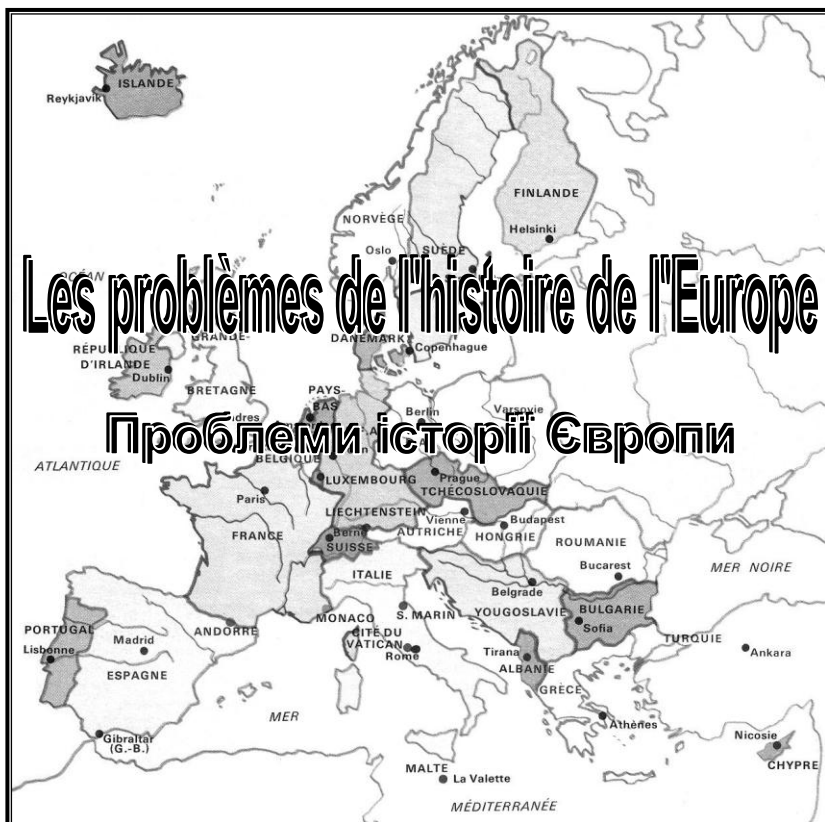 ISLANDE
Reykjavik
FINLANDE
NORVÈGE
Helsinki
Oslo
SUÈDE
OCÉAN
Les problèmes de l'histoire de l"Europe
GRANDE-
DANEMARK
RÉPUBLIQUE
D'IRLANDE
Copenhague
Dublin
BRETAGNE
PAYS-
BAS
Berlin
Varsovie
Проблеми історії Європи
BELGIQUE
ATLANTIQUE
LUXEMBOURG
Prague
TCHÉCOSLOVAQUIE
Paris
LIECHTENSTEIN
Vienne
Budapest
FRANCE
Berne
SUISSE
AUTRICHE
HONGRIE
ROUMANIE
ITALIE
Bucarest
MER NOIRE
Belgrade
MONACO
S. MARIN
YOUGOSLAVIE
BULGARIE
PORTUGAL
ANDORRE
CITÉ DU
VATICAN
Sofia
TURQUIE
Madrid
Lisbonne
Rome
Tirana
ALBANIE
Ankara
ESPAGNE
GRÈCE
MER
Athènes
Gibraltar
(G.-B.)
Nicosie
CHYPRE
MALTE
La Valette
MÉDITERRANÉE